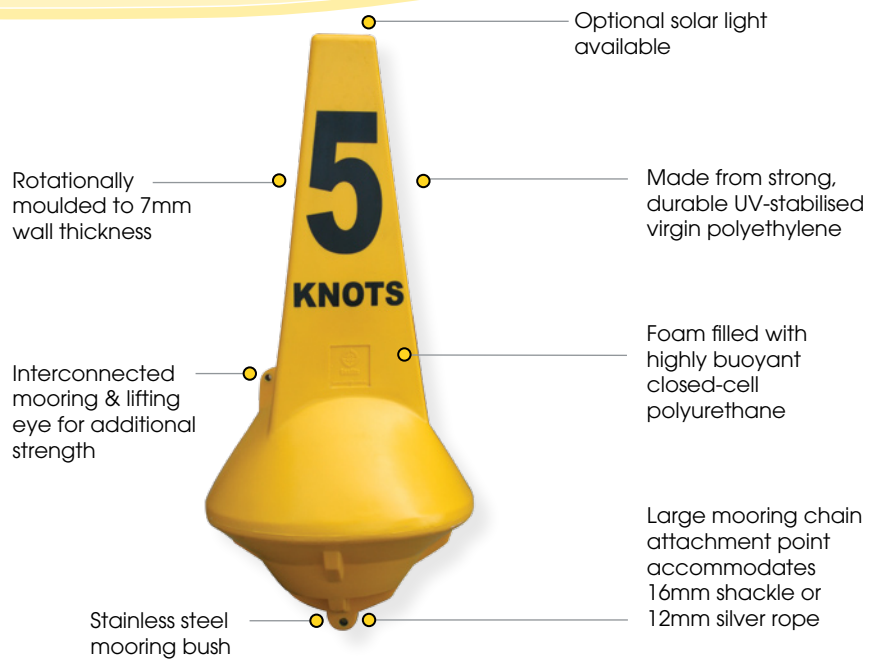 Optional solar light
available
5
KNOTS
Rotationally
moulded to 7mm
wall thickness
Made from strong,
durable UV-stabilised
virgin polyethylene
Interconnected
mooring & lifting
eye for additional
strength
Foam filled with
highly buoyant
closed-cell
polyurethane
Large mooring chain
attachment point
accommodates
16mm shackle or
12mm silver rope
Stainless steel
mooring bush